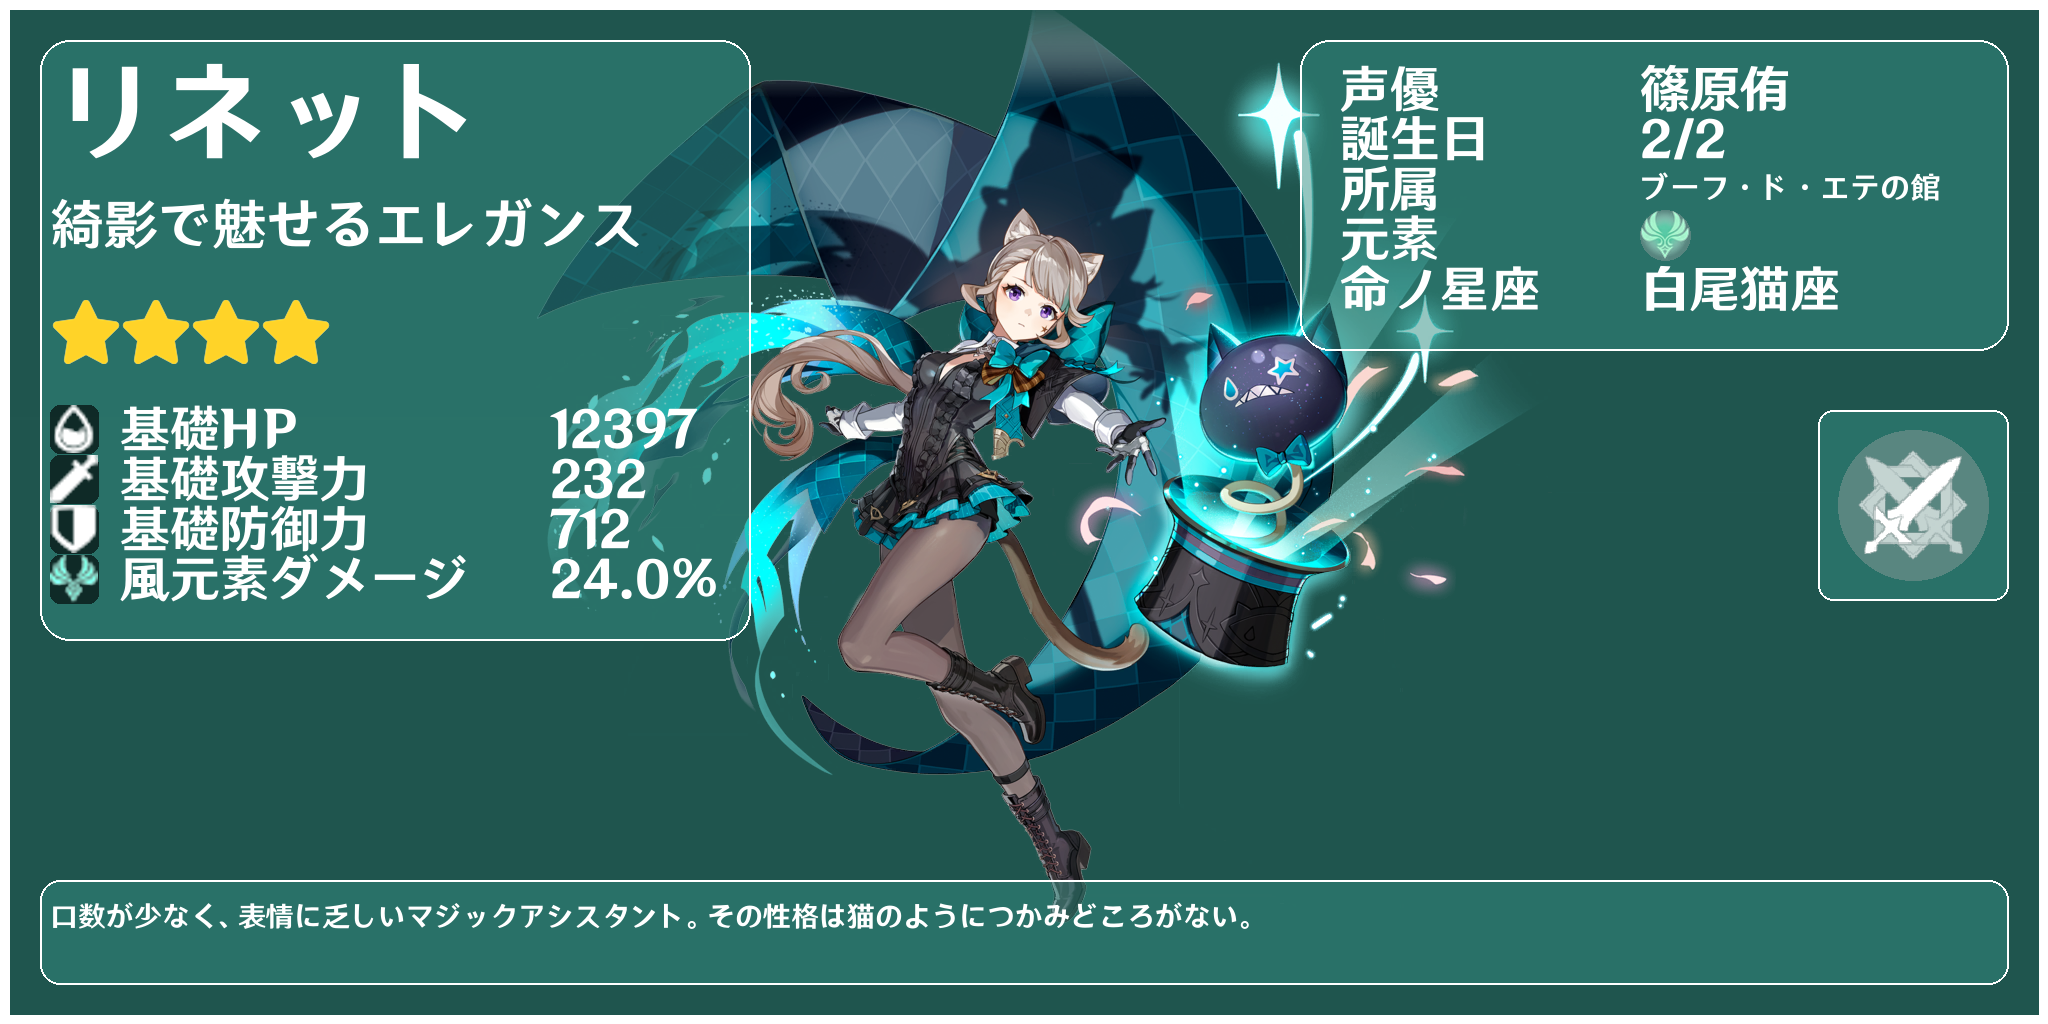 リネット
綺影で魅せるエレガンス
基礎HP 12397
基礎攻撃力 232
基礎防御力 712
風元素ダメージ 24.0%
声優 篠原侑
誕生日 2/2
所属 ブーフ・ド・エテの館
元素
命ノ星座 白尾猫座
口数が少なく、表情に乏しいマジックアシスタント。その性格は猫のようにつかみどころがない。